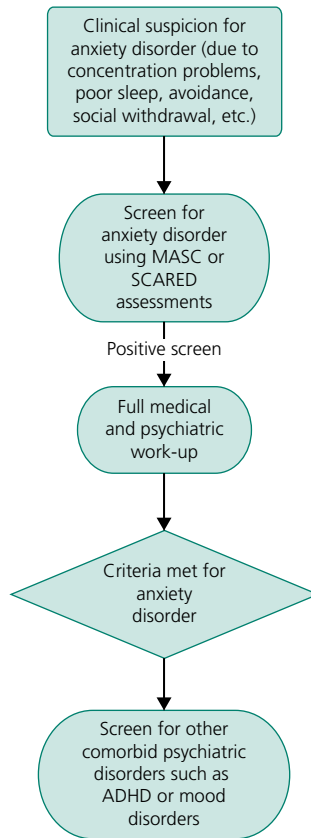 Clinical suspicion for
anxiety disorder (due to
concentration problems,
poor sleep, avoidance,
social withdrawal, etc.)
Screen for
anxiety disorder
using MASC or
SCARED
assessments
Positive screen
Full medical
and psychiatric
work-up
Criteria met for
anxiety
disorder
Screen for other
comorbid psychiatric
disorders such as
ADHD or mood
disorders